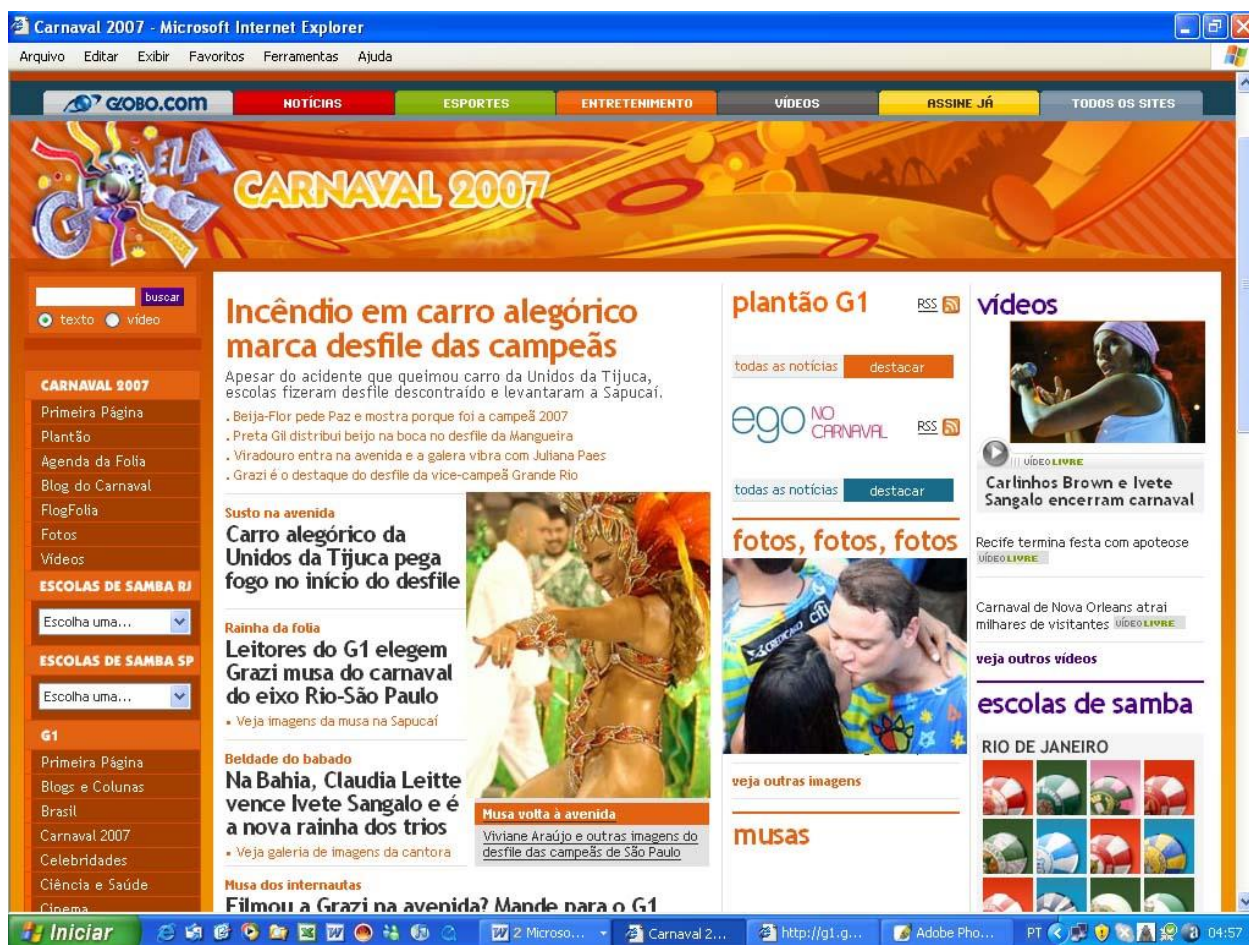 Carnaval 2007 - Microsoft Internet Explorer
Arquivo Editar Exibir Favoritos Ferramentas Ajuda
GLOBO.COM NOTÍCIAS ESPORTES ENTRETENIMENTO VÍDEOS ASSINE JÁ TODOS OS SITES
CARNAVAL 2007
buscar
texto vídeo
CARNAVAL 2007
Primeira Página
Plantão
Agenda da Folia
Blog do Carnaval
FlogFolia
Fotos
Vídeos
ESCOLAS DE SAMBA RJ
Escolha uma...
ESCOLAS DE SAMBA SP
Escolha uma...
G1
Primeira Página
Blogs e Colunas
Brasil
Carnaval 2007
Celebridades
Ciência e Saúde
Cinema
Incêndio em carro alegórico
marca desfile das campeãs
Apesar do acidente que queimou carro da Unidos da Tijuca,
escolas fizeram desfile descontraído e levantaram a Sapucaí.
. Beija-Flor pede Paz e mostra porque foi a campeã 2007
. Preta Gil distribui beijo na boca no desfile da Mangueira
. Viradouro entra na avenida e a galera vibra com Juliana Paes
. Grazi é o destaque do desfile da vice-campeã Grande Rio
Susto na avenida
Carro alegórico da
Unidos da Tijuca pega
fogo no início do desfile
Rainha da folia
Leitores do G1 elegem
Grazi musa do carnaval
do eixo Rio-São Paulo
• Veja imagens da musa na Sapucaí
Beldade do babado
Na Bahia, Claudia Leitte
vence Ivete Sangalo e é
a nova rainha dos trios
• Veja galeria de imagens da cantora
Musa dos internautas
Filmou a Grazi na avenida? Mande para o G1
Musa volta à avenida
Viviane Araújo e outras imagens do
desfile das campeãs de São Paulo
plantão G1 RSS
todas as notícias destacar
ego NO CARNAVAL RSS
todas as notícias destacar
fotos, fotos, fotos
CREDICARD citi
veja outras imagens
musas
vídeos
VÍDEO LIVRE
Carlinhos Brown e Ivete
Sangalo encerram carnaval
Recife termina festa com apoteose
VÍDEO LIVRE
Carnaval de Nova Orleans atrai
milhares de visitantes VÍDEO LIVRE
veja outros vídeos
escolas de samba
RIO DE JANEIRO
Iniciar 2 Microso... Carnaval 2... http://g1.g... Adobe Pho... PT 04:57